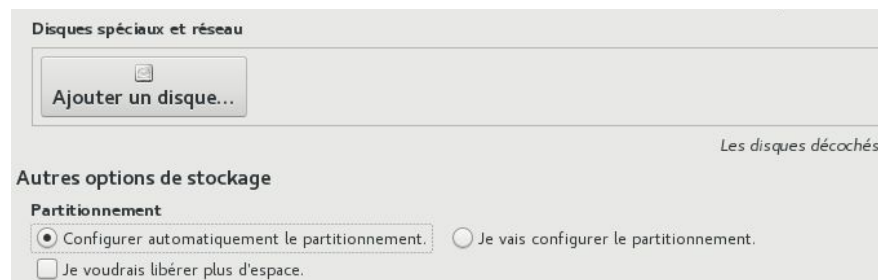 Disques spéciaux et réseau
Ajouter un disque...
Les disques décochés
Autres options de stockage
Partitionnement
Configurer automatiquement le partitionnement. Je vais configurer le partitionnement.
Je voudrais libérer plus d'espace.